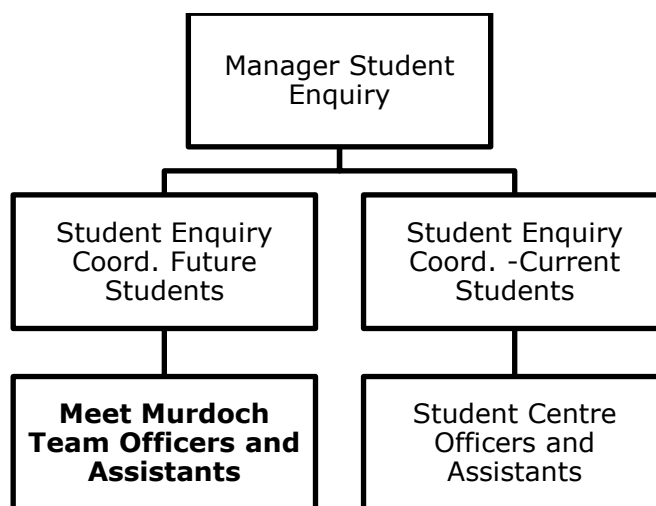 Manager Student
Enquiry
Student Enquiry
Coord. Future
Students
Student Enquiry
Coord. -Current
Students
Meet Murdoch
Team Officers and
Assistants
Student Centre
Officers and
Assistants